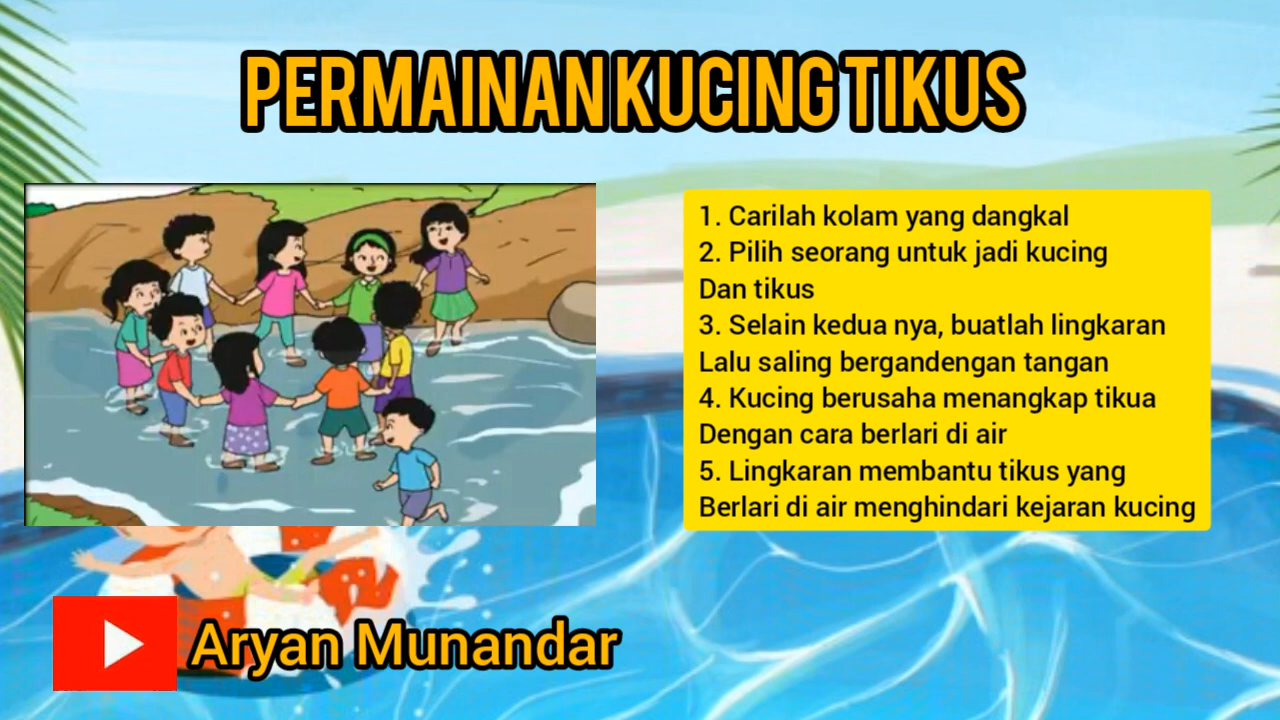 PERMAINAN KUCING TIKUS
1. Carilah kolam yang dangkal
2. Pilih seorang untuk jadi kucing
Dan tikus
3. Selain kedua nya, buatlah lingkaran
Lalu saling bergandengan tangan
4. Kucing berusaha menangkap tikua
Dengan cara berlari di air
5. Lingkaran membantu tikus yang
Berlari di air menghindari kejaran kucing
Aryan Munandar